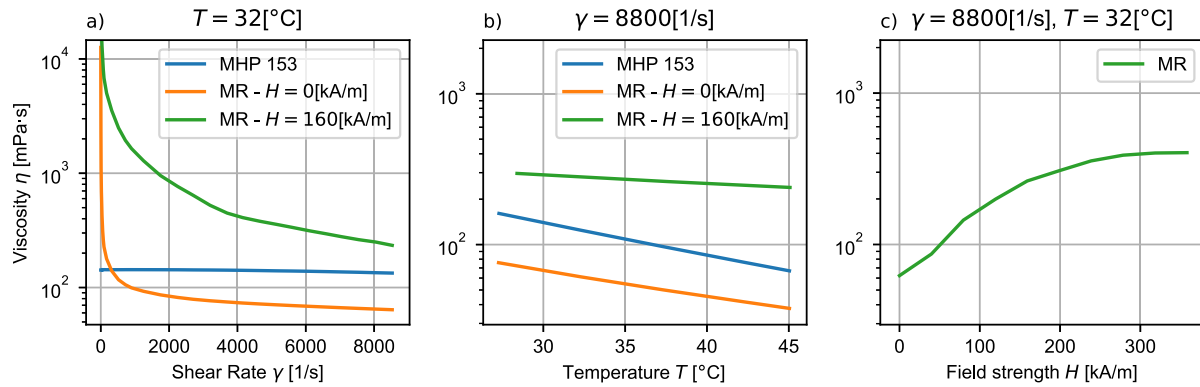 a) T = 32[°C]
MHP 153
MR - H = 0[kA/m]
MR - H = 160[kA/m]
Viscosity η [mPa·s]
10⁴
10³
10²
0 2000 4000 6000 8000
Shear Rate γ [1/s]
b) γ = 8800[1/s]
MHP 153
MR - H = 0[kA/m]
MR - H = 160[kA/m]
10³
10²
30 35 40 45
Temperature T [°C]
c) γ = 8800[1/s], T = 32[°C]
MR
10³
10²
0 100 200 300
Field strength H [kA/m]